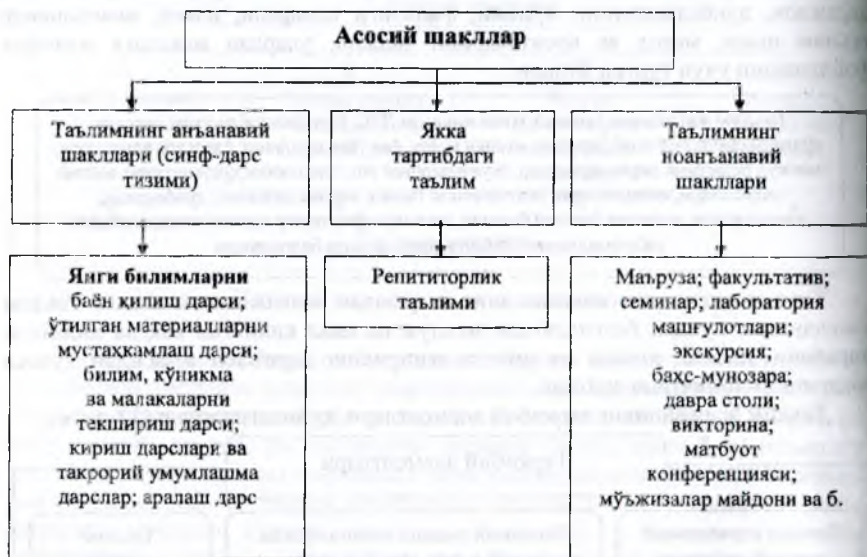 Асосий шакллар
Таълимнинг анъанавий
шакллари (синф-дарс
тизими)
Якка
тартибдаги
таълим
Таълимнинг
ноанъанавий
шакллари
Янги билимларни
баён қилиш дарси;
ўтилган материалларни
мустаҳкамлаш дарси;
билим, кўникма
ва малакаларни
текшириш дарси;
кириш дарслари ва
такрорий умумлашма
дарслар; аралаш дарс
Репититорлик
таълими
Маъруза; факультатив;
семинар; лаборатория
машғулотлари;
экскурсия;
баҳс-мунозара;
давра столи;
викторина;
матбуот
конференцияси;
мўъжизалар майдони ва б.